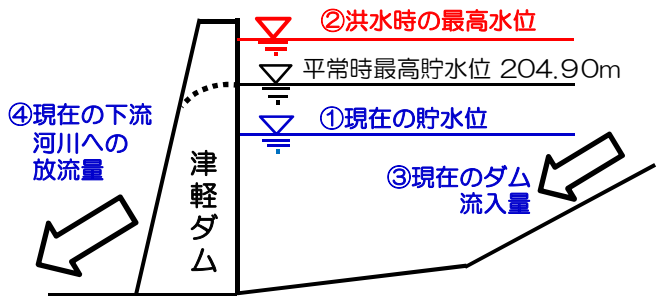 ②洪水時の最高水位
平常時最高貯水位 204.90m
①現在の貯水位
④現在の下流
河川への
放流量
津軽ダム
③現在のダム
流入量